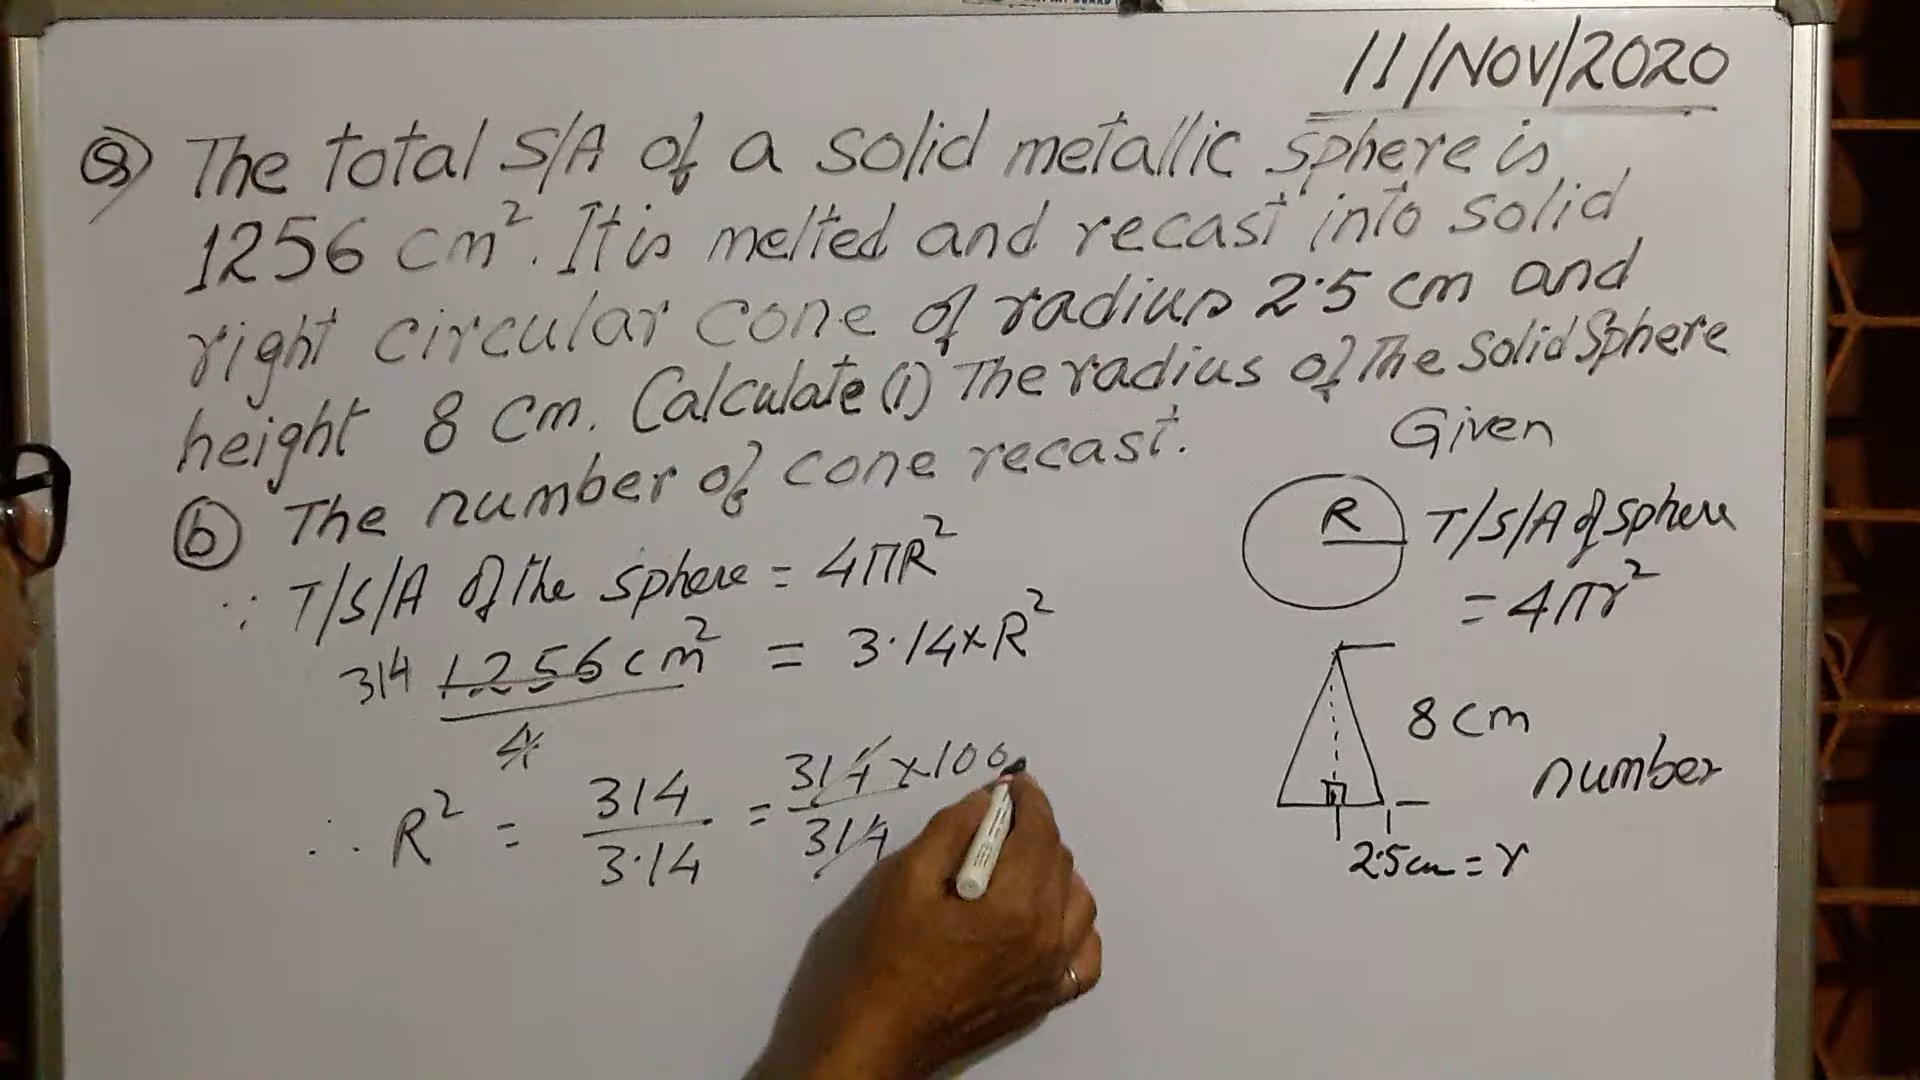 11/NOV/2020
Q) The total S/A of a solid metallic sphere is
1256 cm². It is melted and recast into solid
right circular cone of radius 2.5 cm and
height 8 cm. Calculate (i) The radius of The Solid Sphere
(b) The number of cone recast.
Given
R T/S/A of sphere
= 4πr²
∵ T/S/A of the sphere = 4πR²
314 1256 cm² = 3.14×R²
4
8 cm
number
2.5cm = r
∴ R² = 314 = 314×100
3.14 314